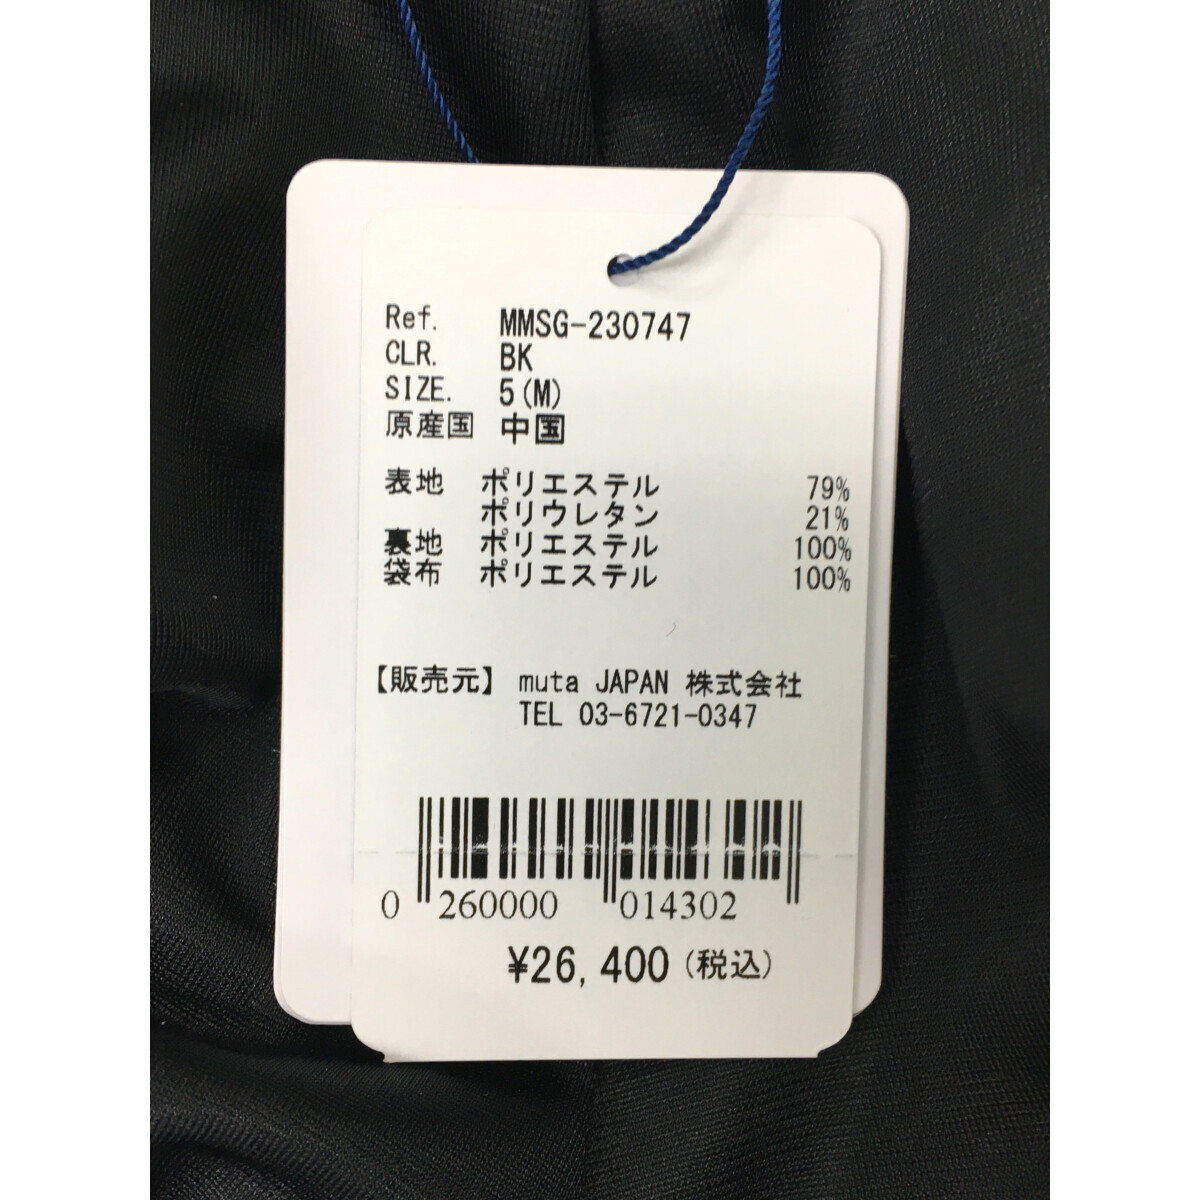 Ref. MMSG-230747
CLR. BK
SIZE. 5(M)
原産国 中国
表地 ポリエステル 79%
ポリウレタン 21%
裏地 ポリエステル 100%
袋布 ポリエステル 100%
【販売元】 muta JAPAN 株式会社
TEL 03-6721-0347
0 260000 014302
¥26,400(税込)